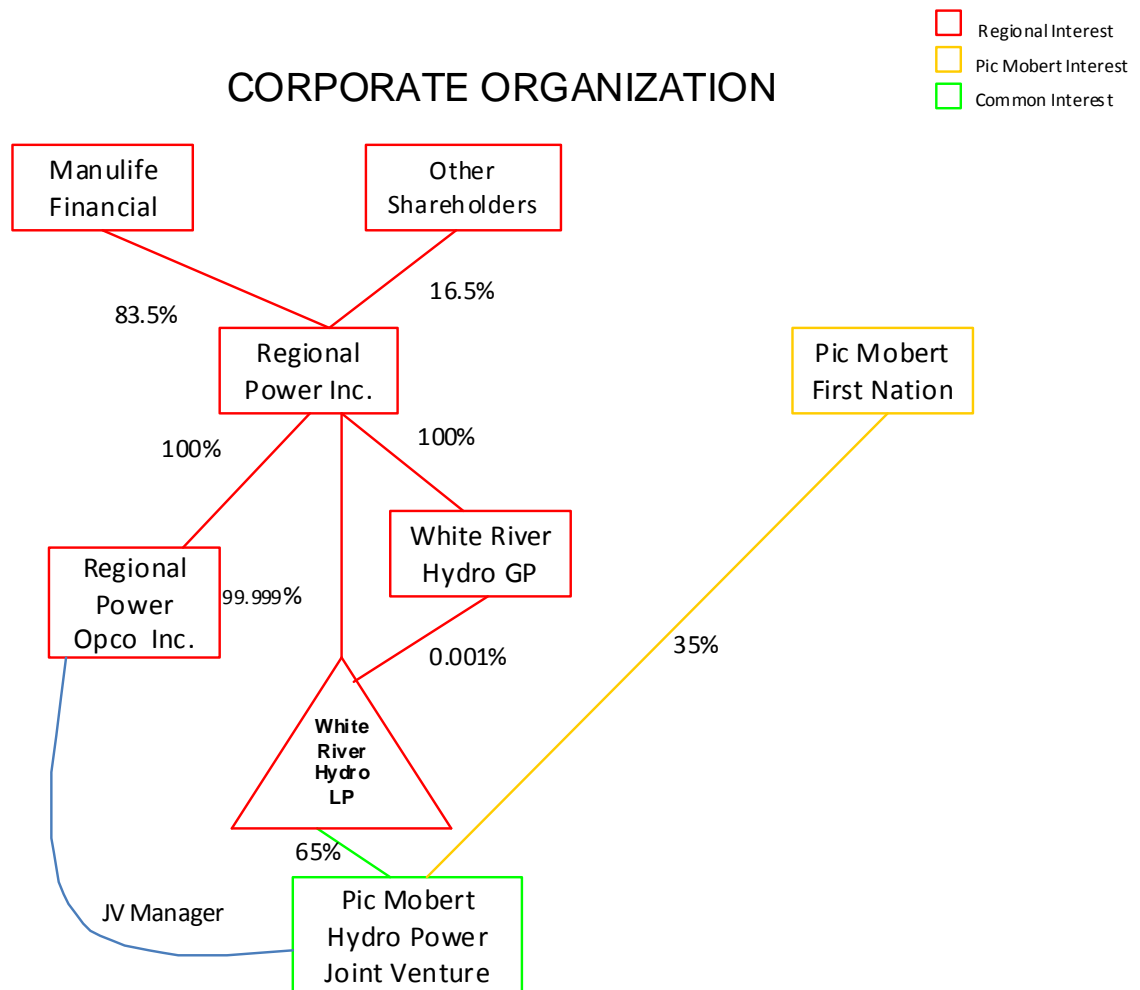 Regional Interest
Pic Mobert Interest
Common Interest
CORPORATE ORGANIZATION
Manulife
Financial
Other
Shareholders
83.5%
16.5%
Regional
Power Inc.
Pic Mobert
First Nation
100%
100%
White River
Hydro GP
Regional
Power
Opco Inc.
99.999%
0.001%
35%
White
River
Hydro
LP
65%
JV Manager
Pic Mobert
Hydro Power
Joint Venture